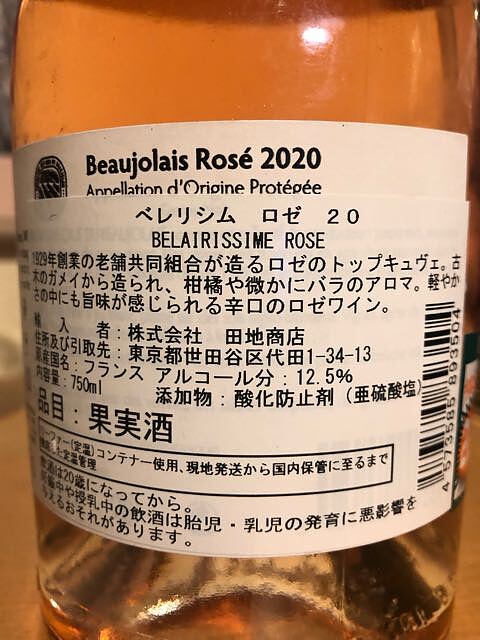 Beaujolais Rosé 2020
Appellation d'Origine Protégée
ベレリシム ロゼ 20
BELAIRISSIME ROSE
1929年創業の老舗共同組合が造るロゼのトップキュヴェ。古
木のガメイから造られ、柑橘や微かにバラのアロマ。軽やか
さの中にも旨味が感じられる辛口のロゼワイン。
輸入者:株式会社 田地商店
住所及び引取先:東京都世田谷区代田1-34-13
原産国名:フランス アルコール分:12.5%
内容量:750ml 添加物:酸化防止剤(亜硫酸塩)
品目:果実酒
(定温)コンテナー使用、現地発送から国内保管に至るまで
定温管理
飲酒は20歳になってから。
中や授乳中の飲酒は胎児・乳児の発育に悪影響を
与えるおそれがあります。
4 573585 893504